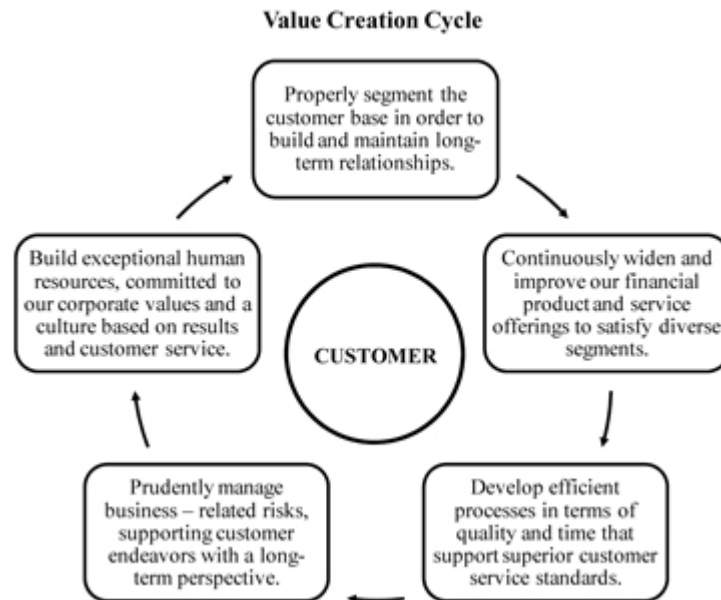 Value Creation Cycle
Properly segment the
customer base in order to
build and maintain long-
term relationships.
Continuously widen and
improve our financial
product and service
offerings to satisfy diverse
segments.
Develop efficient
processes in terms of
quality and time that
support superior customer
service standards.
Prudently manage
business – related risks,
supporting customer
endeavors with a long-
term perspective.
Build exceptional human
resources, committed to
our corporate values and a
culture based on results
and customer service.
CUSTOMER